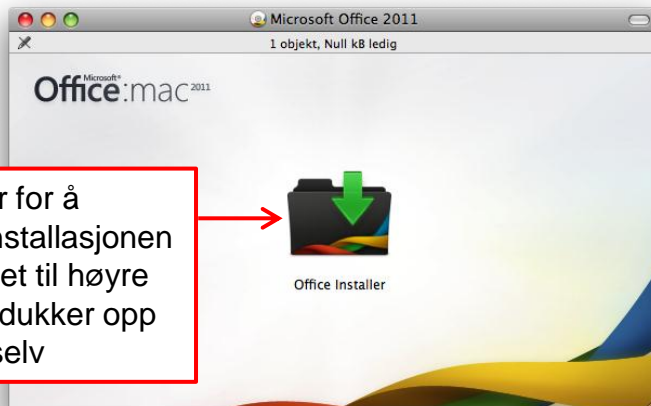 Microsoft Office 2011
1 objekt, Null kB ledig
Microsoft®
Office:mac 2011
r for å
nstallasjonen
et til høyre
dukker opp
selv
Office Installer